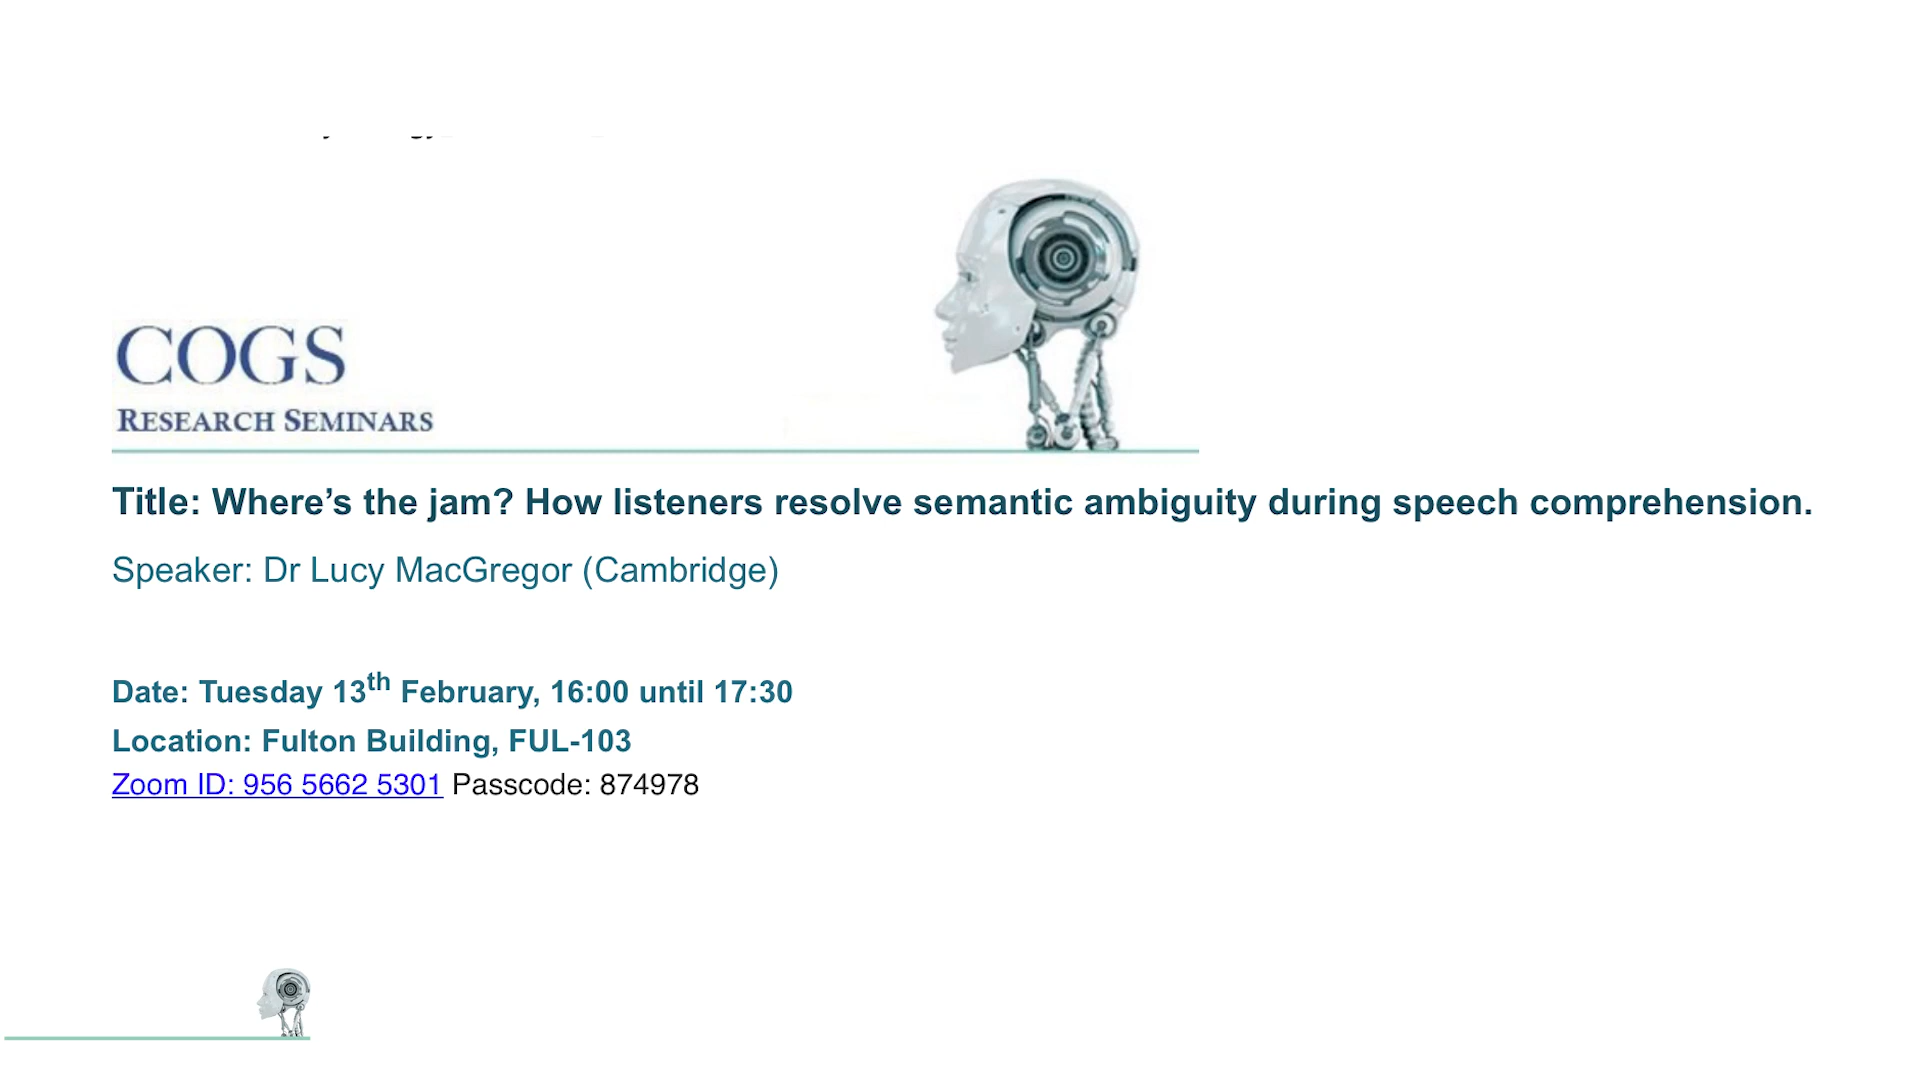 COGS
RESEARCH SEMINARS
Title: Where’s the jam? How listeners resolve semantic ambiguity during speech comprehension.
Speaker: Dr Lucy MacGregor (Cambridge)
Date: Tuesday 13th February, 16:00 until 17:30
Location: Fulton Building, FUL-103
Zoom ID: 956 5662 5301 Passcode: 874978